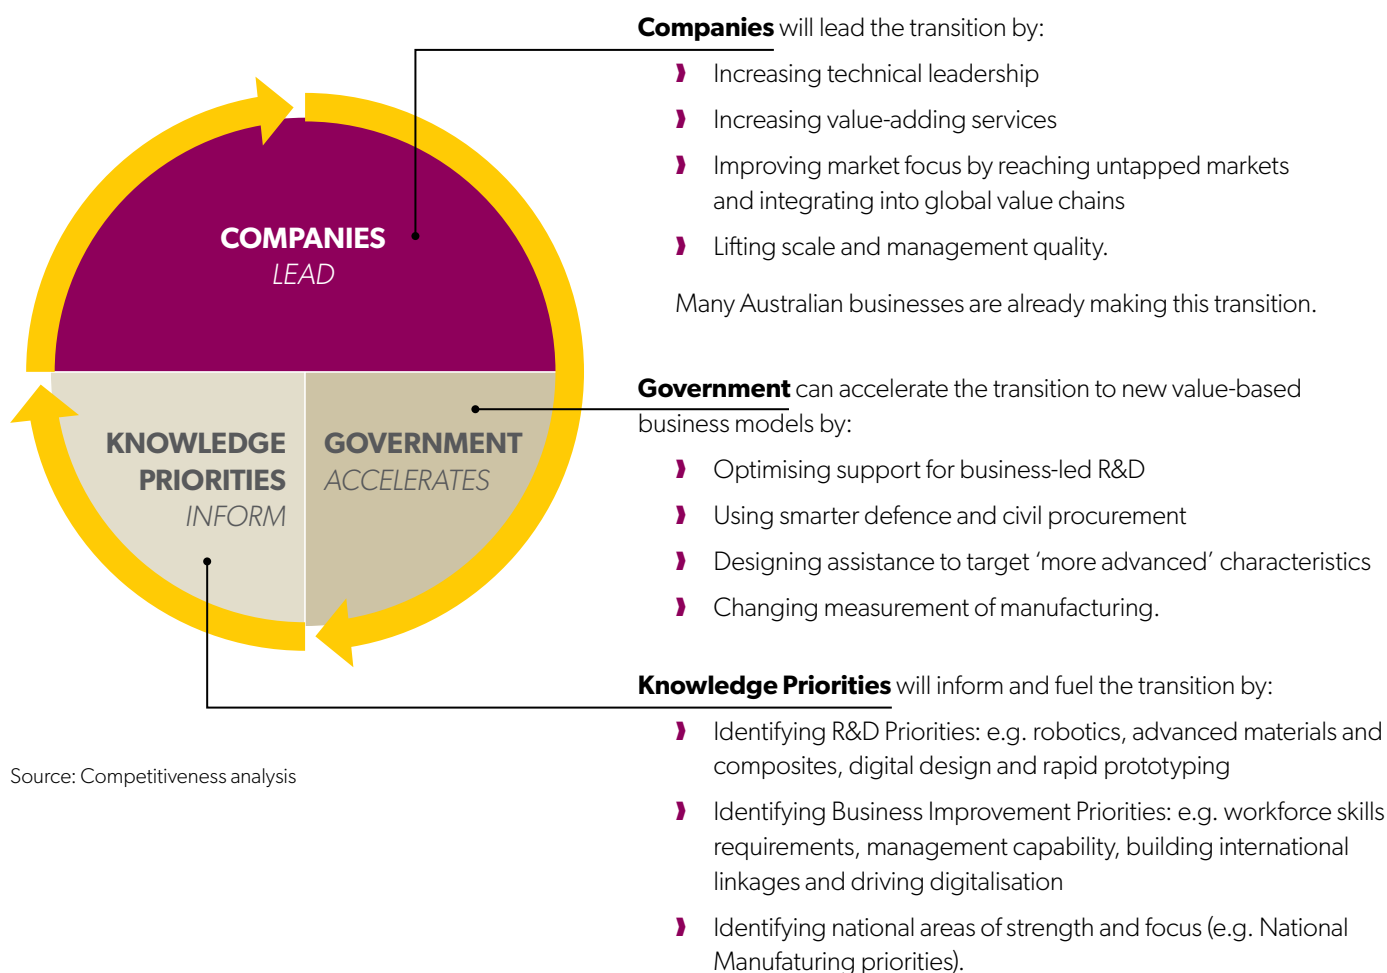 Companies will lead the transition by:
Increasing technical leadership
Increasing value-adding services
Improving market focus by reaching untapped markets
and integrating into global value chains
Lifting scale and management quality.
Many Australian businesses are already making this transition.
COMPANIES
LEAD
Government can accelerate the transition to new value-based
business models by:
Optimising support for business-led R&D
Using smarter defence and civil procurement
Designing assistance to target ‘more advanced’ characteristics
Changing measurement of manufacturing.
KNOWLEDGE
PRIORITIES
INFORM
GOVERNMENT
ACCELERATES
Knowledge Priorities will inform and fuel the transition by:
Identifying R&D Priorities: e.g. robotics, advanced materials and
composites, digital design and rapid prototyping
Identifying Business Improvement Priorities: e.g. workforce skills
requirements, management capability, building international
linkages and driving digitalisation
Identifying national areas of strength and focus (e.g. National
Manufaturing priorities).
Source: Competitiveness analysis